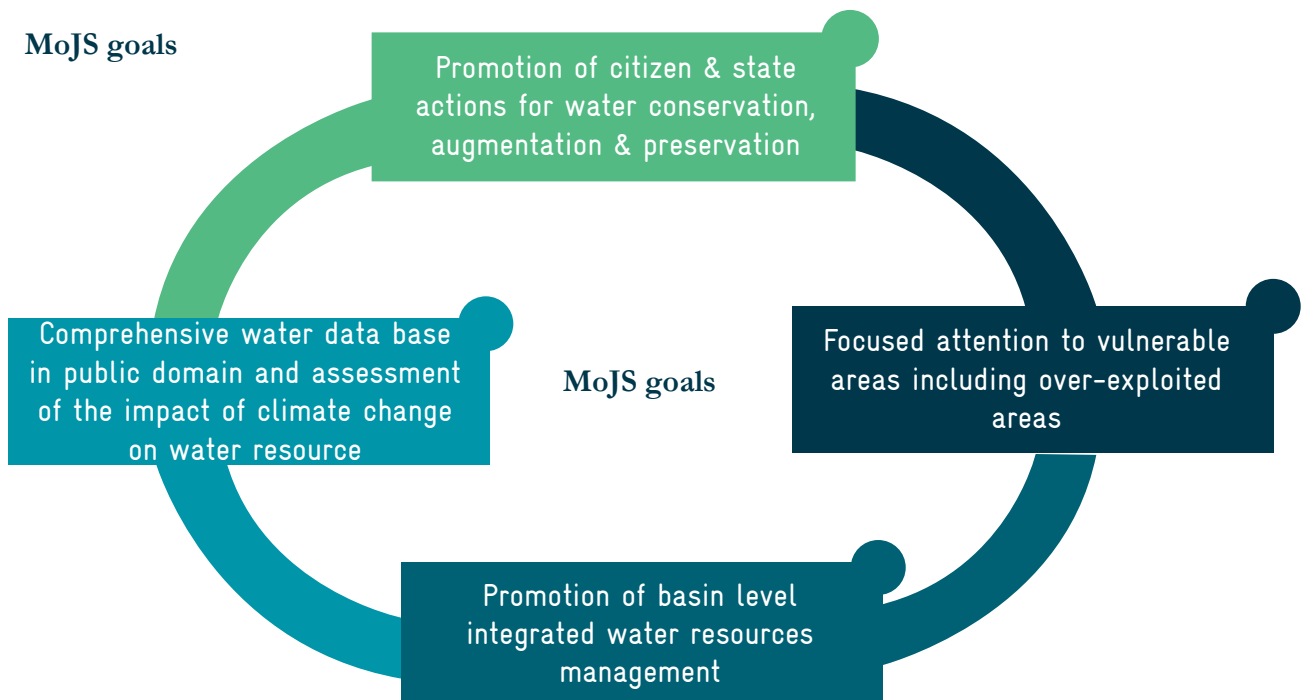 MoJS goals
Promotion of citizen & state
actions for water conservation,
augmentation & preservation
Comprehensive water data base
in public domain and assessment
of the impact of climate change
on water resource
MoJS goals
Focused attention to vulnerable
areas including over-exploited
areas
Promotion of basin level
integrated water resources
management